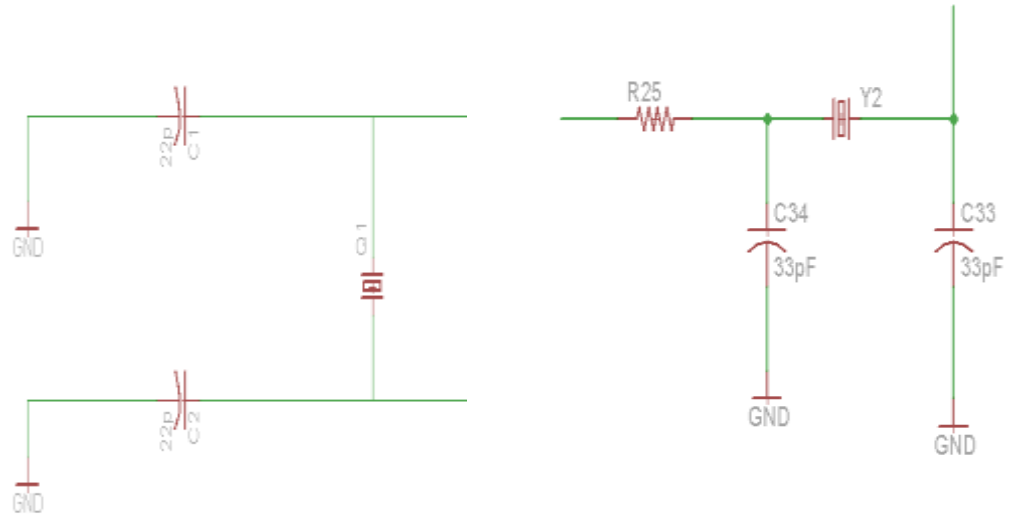 22p
C1
GND
Q1
22p
C2
GND
R25
Y2
C34
33pF
C33
33pF
GND
GND